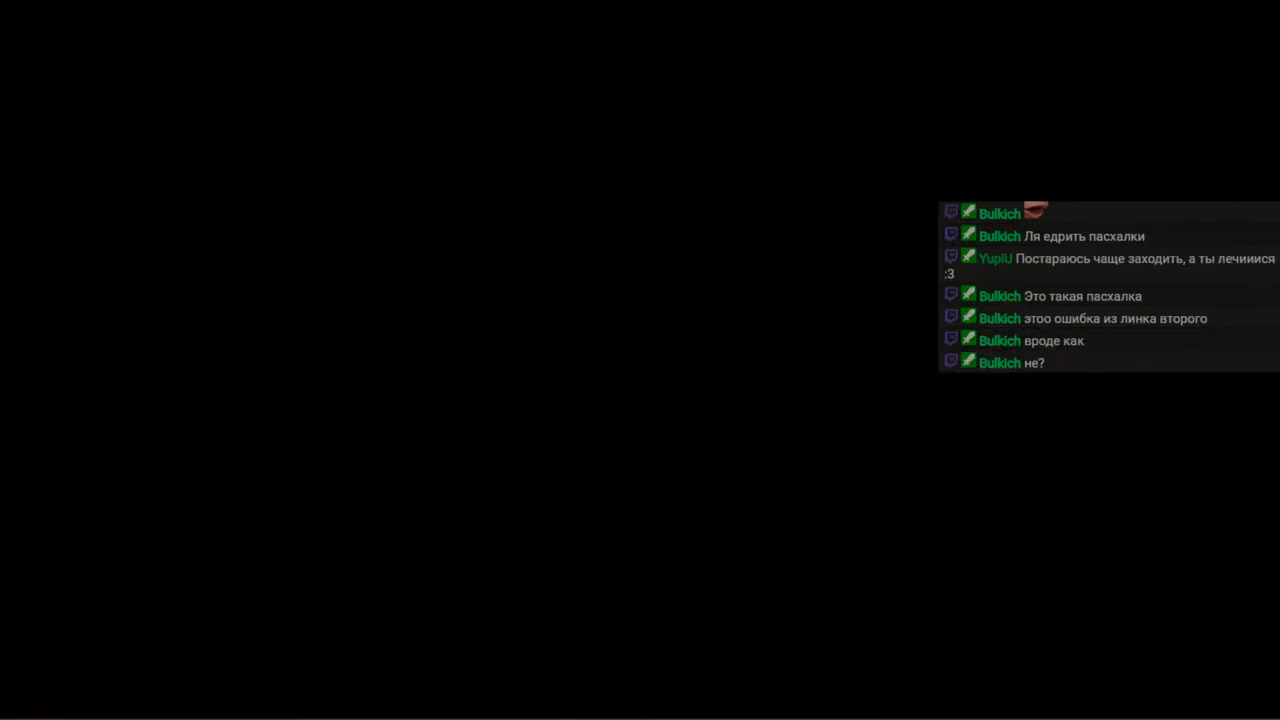 Bulkich
Bulkich Ля едрить пасхалки
YupiU Постараюсь чаще заходить, а ты лечииися
:3
Bulkich Это такая пасхалка
Bulkich этоо ошибка из линка второго
Bulkich вроде как
Bulkich не?